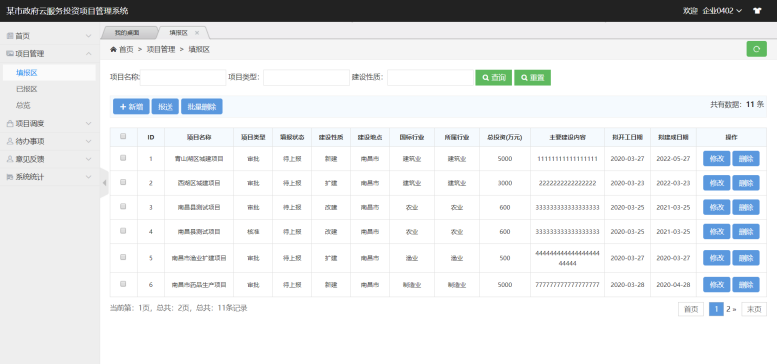 某市政府云服务投资项目管理系统 欢迎 企业0402
首页
项目管理
填报区
已报区
总览
项目调度
待办事项
意见反馈
系统统计
我的桌面 填报区 ×
首页 > 项目管理 > 填报区
项目名称: 项目类型: 建设性质: 查询 重置
+ 新增 报送 批量删除 共有数据：11 条
ID 项目名称 项目类型 填报状态 建设性质 建设地点 国标行业 所属行业 总投资(万元) 主要建设内容 拟开工日期 拟建成日期 操作
1 青山湖区城建项目 审批 待上报 新建 南昌市 建筑业 建筑业 5000 11111111111111111 2020-03-27 2022-05-27 修改 删除
2 西湖区城建项目 审批 待上报 扩建 南昌市 建筑业 建筑业 3000 2222222222222222 2020-03-23 2022-03-23 修改 删除
3 南昌县测试项目 审批 待上报 改建 南昌市 农业 农业 600 333333333333333333 2020-03-25 2021-03-25 修改 删除
4 南昌县测试项目 核准 待上报 改建 南昌市 农业 农业 600 333333333333333333 2020-03-25 2021-03-25 修改 删除
5 南昌市渔业扩建项目 审批 待上报 扩建 南昌市 渔业 渔业 500 444444444444444444 2020-03-27 2020-03-27 修改 删除
44444
6 南昌市药品生产项目 审批 待上报 新建 南昌市 制造业 制造业 5000 777777777777777777 2020-03-28 2020-04-28 修改 删除
当前第：1页，总共：2页，总共：11条记录 首页 1 2 » 末页